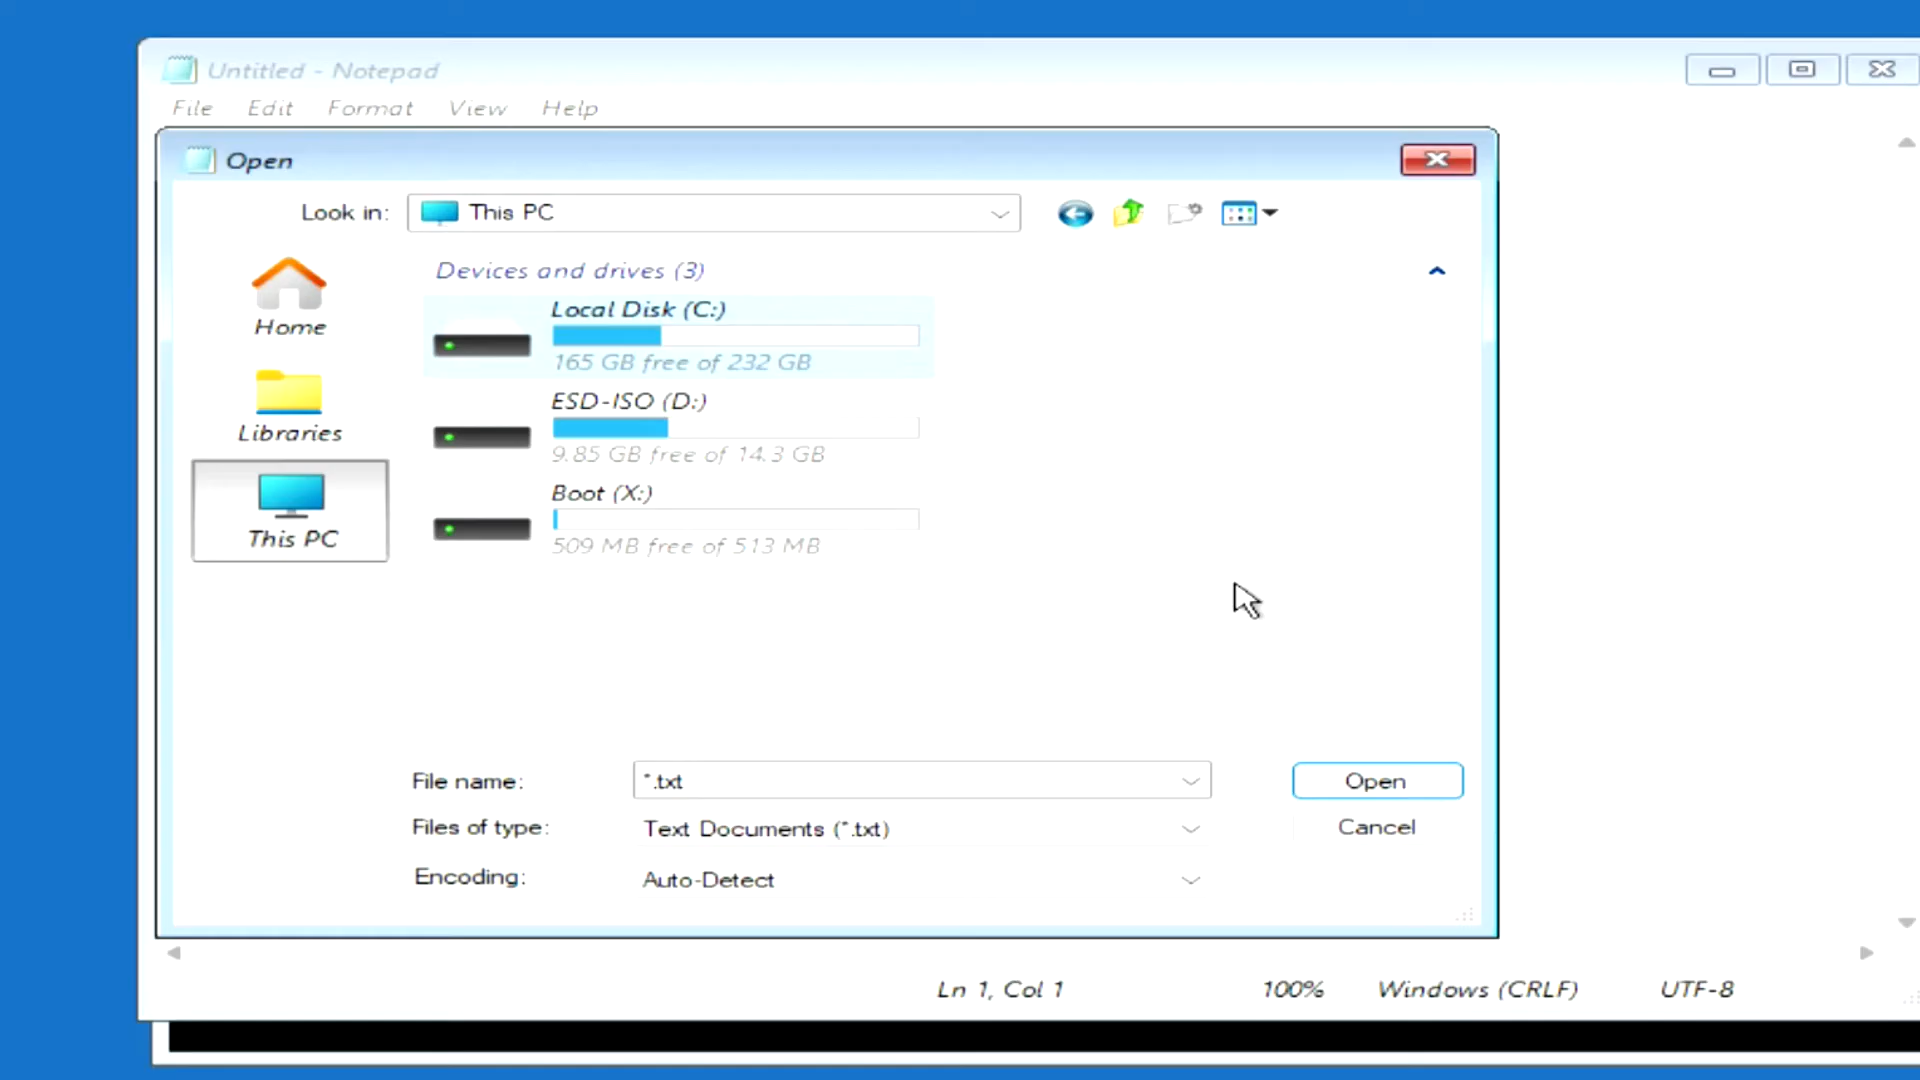 Untitled - Notepad
File Edit Format View Help
Open
Look in: This PC
Devices and drives (3)
Home
Local Disk (C:)
165 GB free of 232 GB
Libraries
ESD-ISO (D:)
9.85 GB free of 14.3 GB
This PC
Boot (X:)
509 MB free of 513 MB
File name: *.txt Open
Files of type: Text Documents (*.txt) Cancel
Encoding: Auto-Detect
Ln 1, Col 1 100% Windows (CRLF) UTF-8